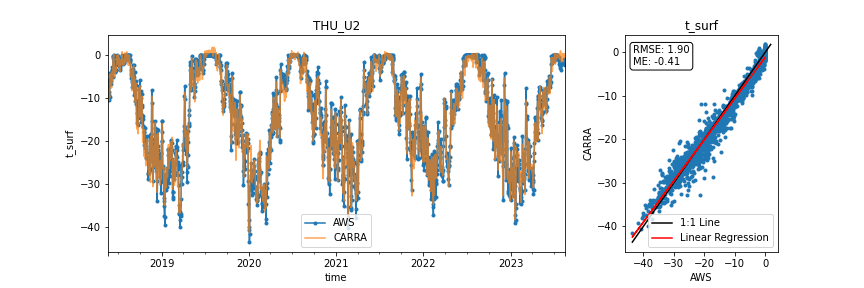 THU_U2
t_surf
0
−10
−20
−30
−40
t_surf
AWS
CARRA
2019
2020
2021
2022
2023
time
t_surf
RMSE: 1.90
ME: -0.41
0
−10
−20
−30
−40
CARRA
1:1 Line
Linear Regression
−40
−30
−20
−10
0
AWS